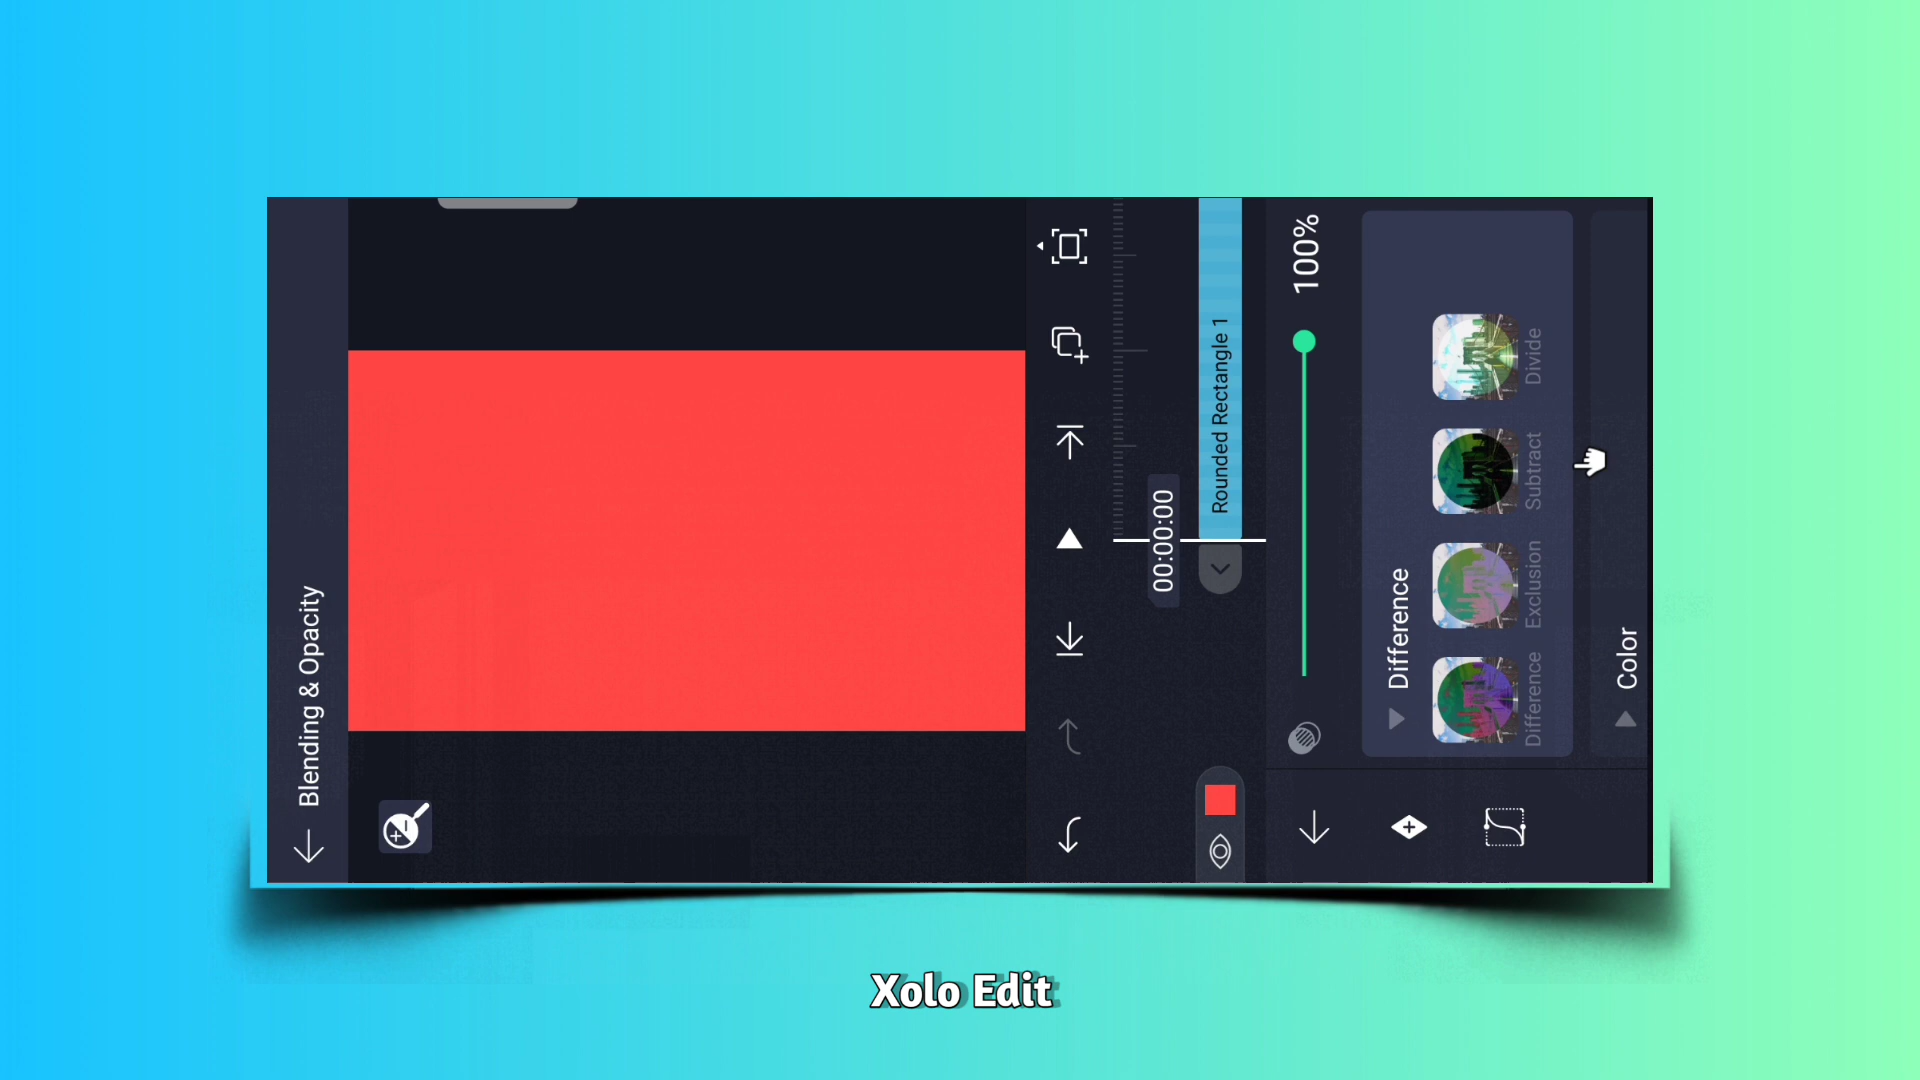 Blending & Opacity
00:00:00
Rounded Rectangle 1
100%
Difference
Difference Exclusion Subtract Divide
Color
Xolo Edit